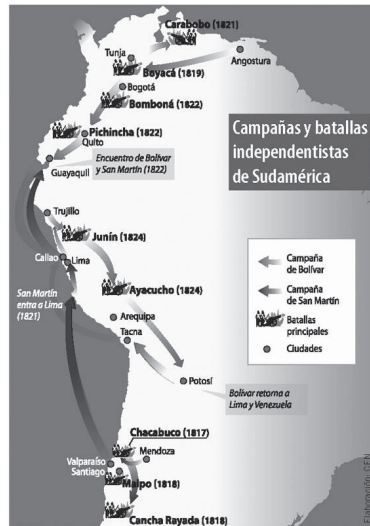 Carabobo (1821)
Tunja
Angostura
Boyacá (1819)
Bogotá
Bomboná (1822)
Pichincha (1822)
Quito
Campañas y batallas
independentistas
de Sudamérica
Encuentro de Bolívar
y San Martín (1822)
Guayaquil
Trujillo
Junín (1824)
Callao
Lima
Campaña
de Bolívar
Campaña
de San Martín
Batallas
principales
Ciudades
San Martín
entra a Lima
(1821)
Ayacucho (1824)
Arequipa
Tacna
Potosí
Bolívar retorna a
Lima y Venezuela
Chacabuco (1817)
Mendoza
Valparaíso
Santiago
Maipo (1818)
Cancha Rayada (1818)
Elaboración CEN